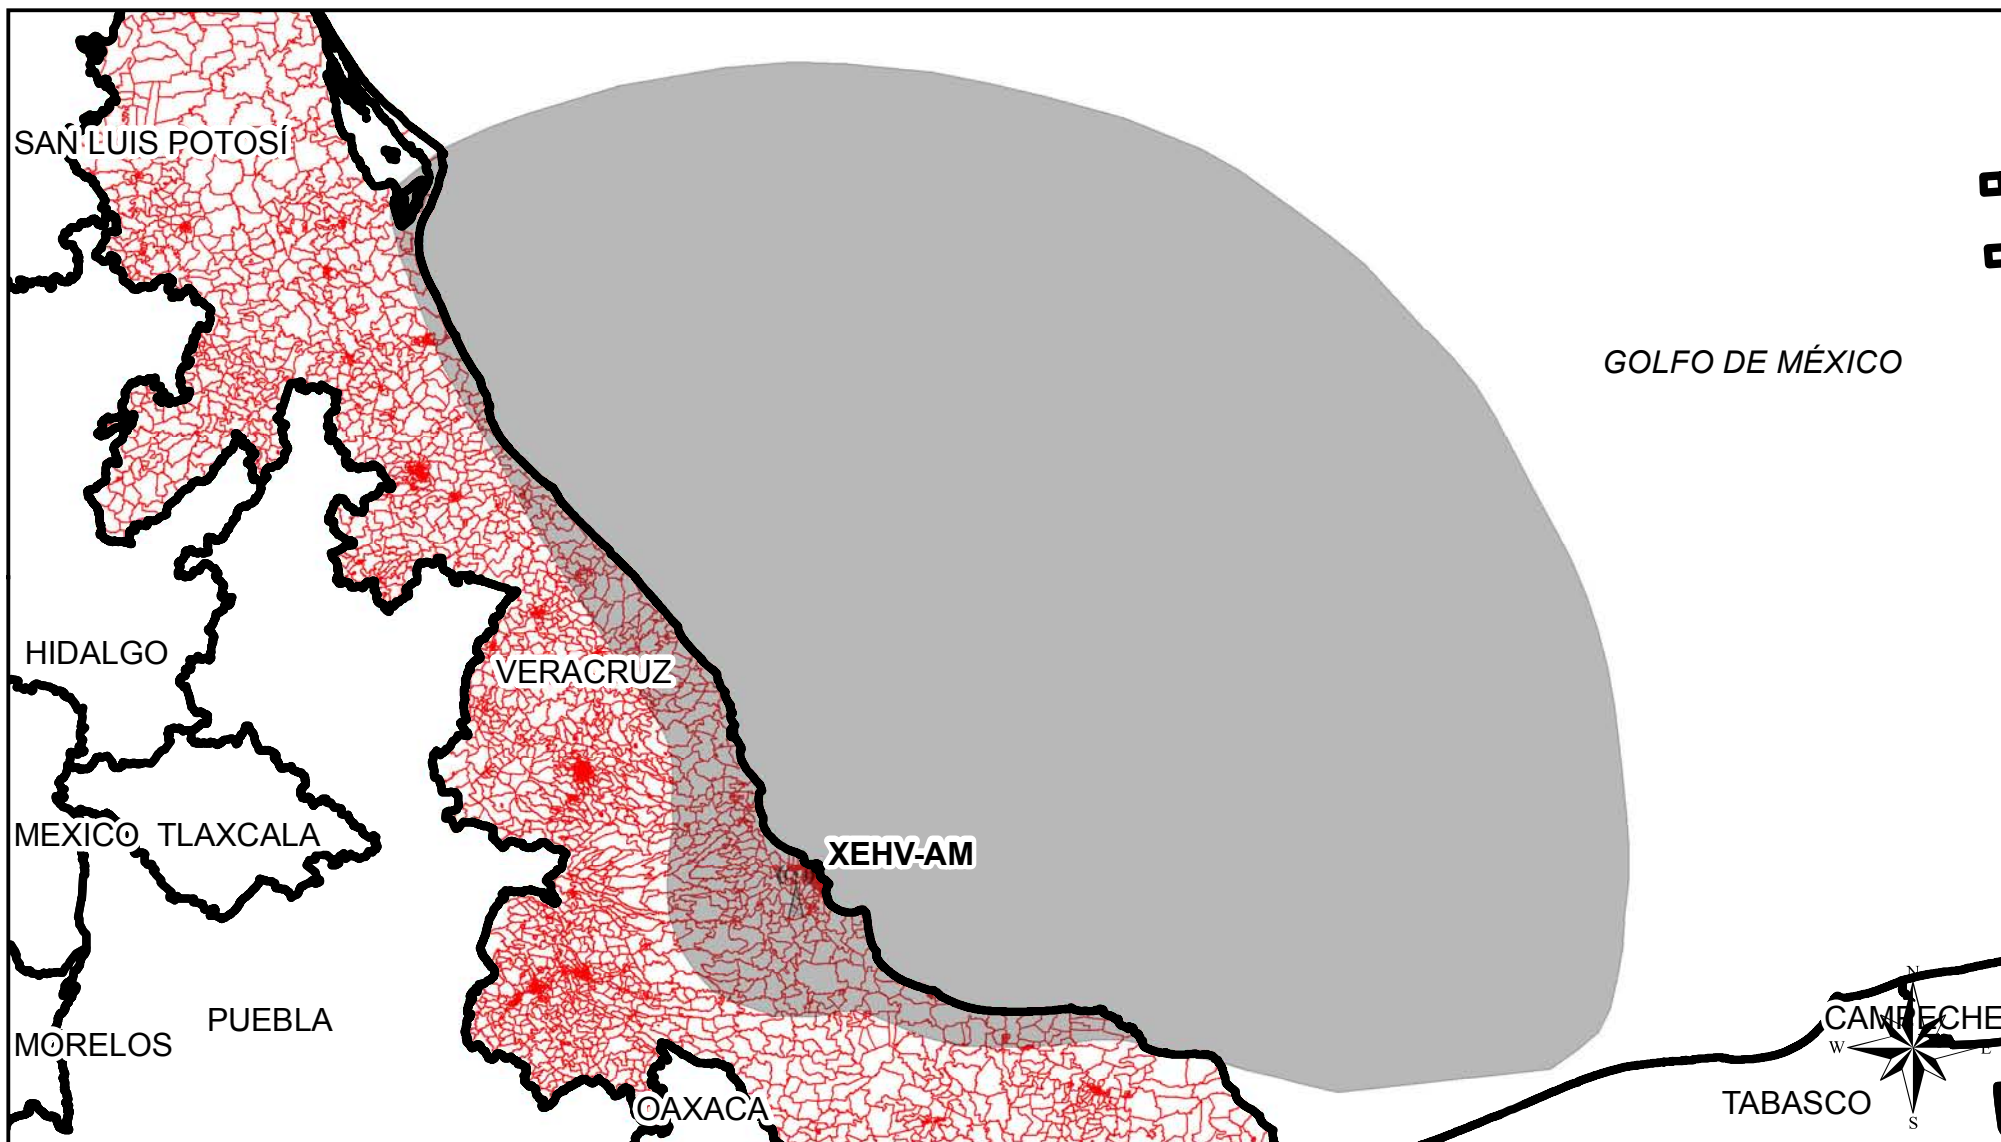 SAN LUIS POTOSÍ
GOLFO DE MÉXICO
HIDALGO
VERACRUZ
MEXICO
TLAXCALA
XEHV-AM
PUEBLA
MORELOS
OAXACA
N
CAMPECHE
W
E
TABASCO
S